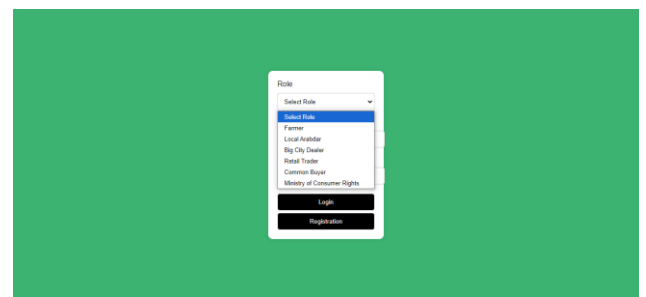 Role
Select Role
Select Role
Farmer
Local Aratdar
Big City Dealer
Retail Trader
Common Buyer
Ministry of Consumer Rights
Login
Registration